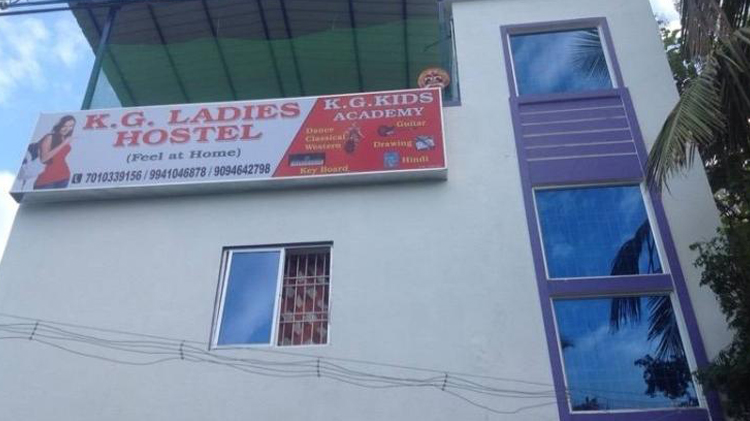 K.G. LADIES
HOSTEL
(Feel at Home)
7010339156 / 9941046878 / 9094642798
K.G.KIDS
ACADEMY
Dance
Classical
Western
Guitar
Drawing
Key Board
Hindi